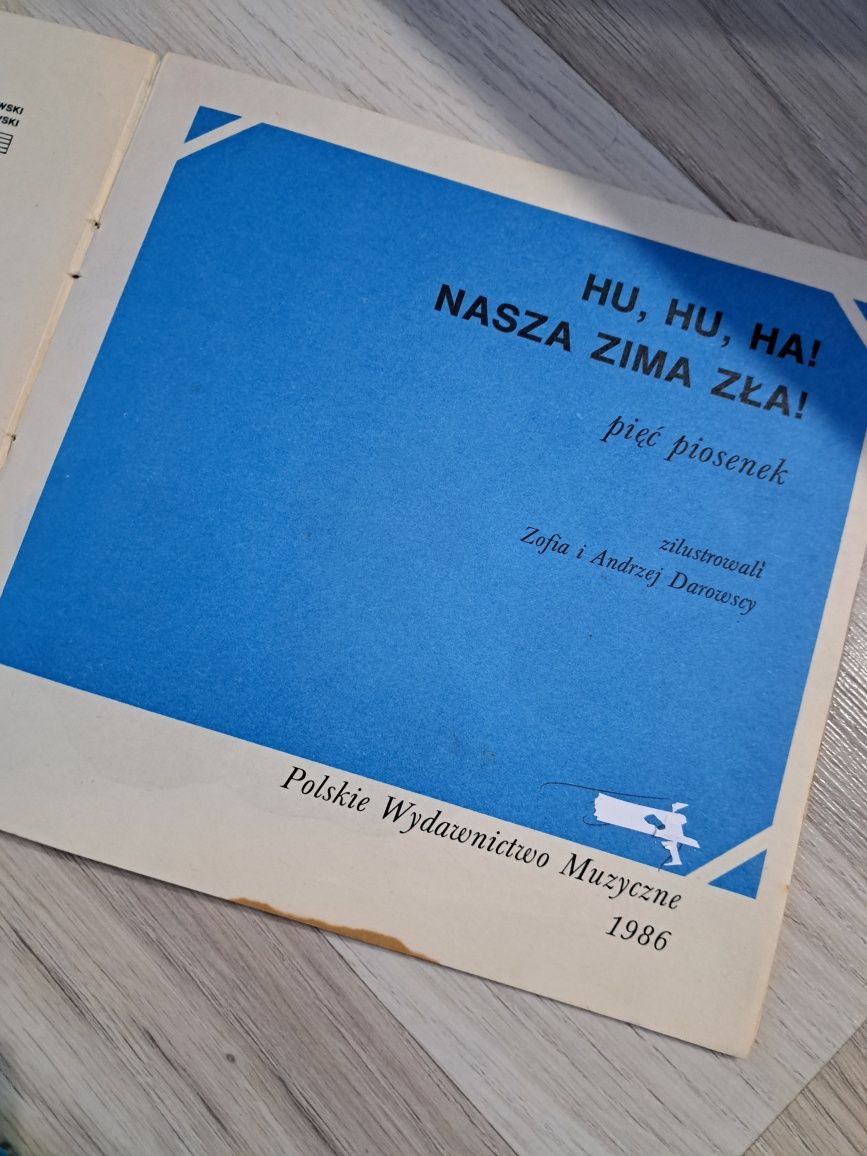 HU, HU, HA!
NASZA ZIMA ZŁA!
pięć piosenek
zilustrowali
Zofia i Andrzej Darowscy
Polskie Wydawnictwo Muzyczne
1986